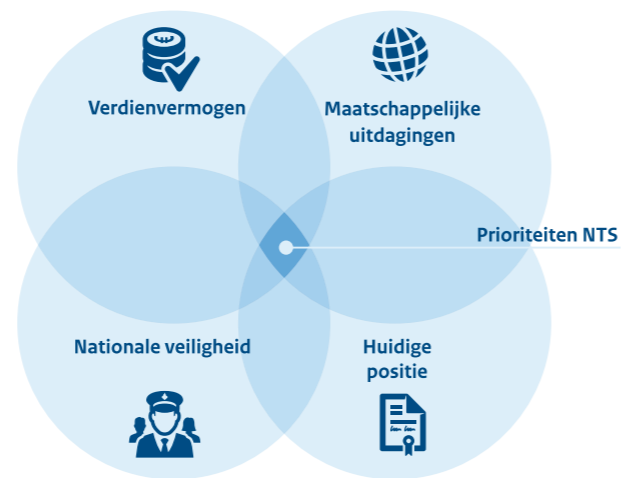 Verdienvermogen
Maatschappelijke
uitdagingen
Prioriteiten NTS
Nationale veiligheid
Huidige
positie